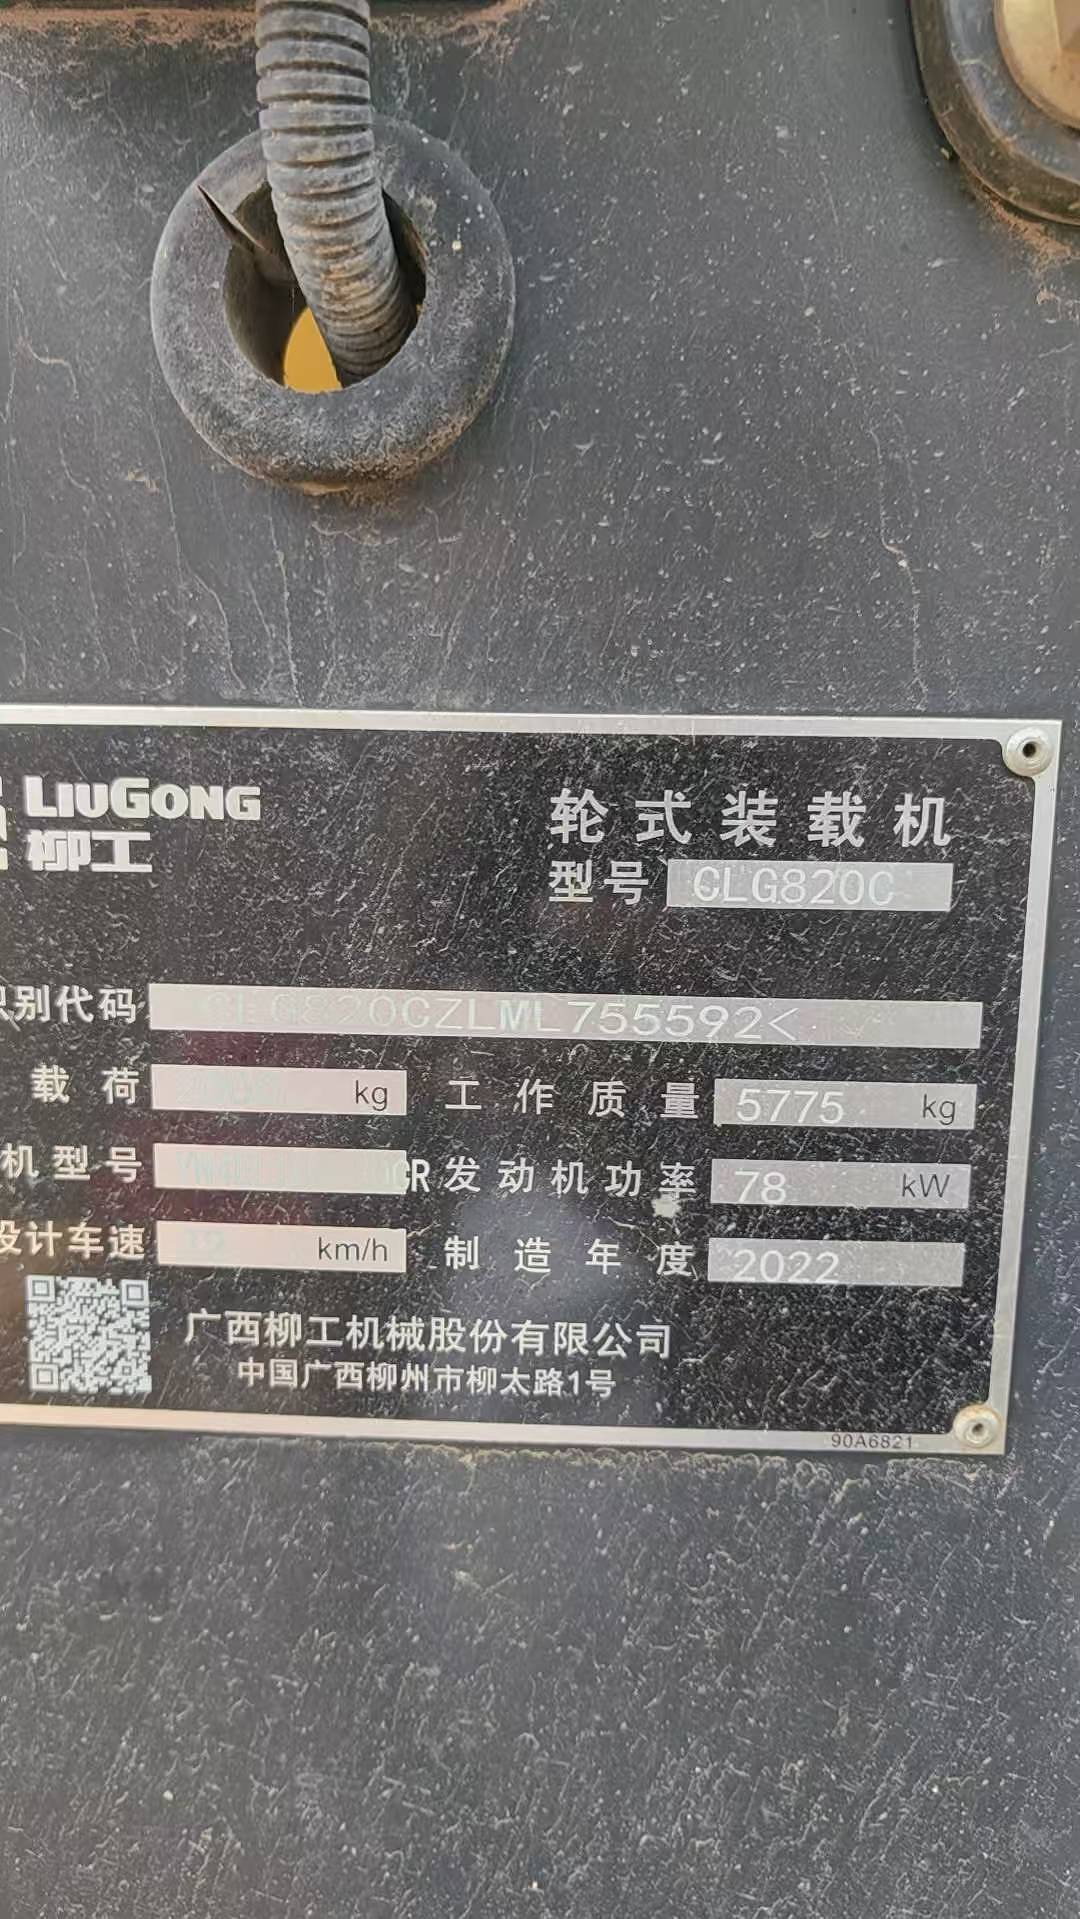 LIUGONG
柳工
轮式装载机
型号 CLG820C
识别代码 CLG820CZLML755592<
载荷 kg 工作质量 5775 kg
机型号 CR 发动机功率 78 kW
设计车速 km/h 制造年度 2022
广西柳工机械股份有限公司
中国广西柳州市柳太路1号
90A6821